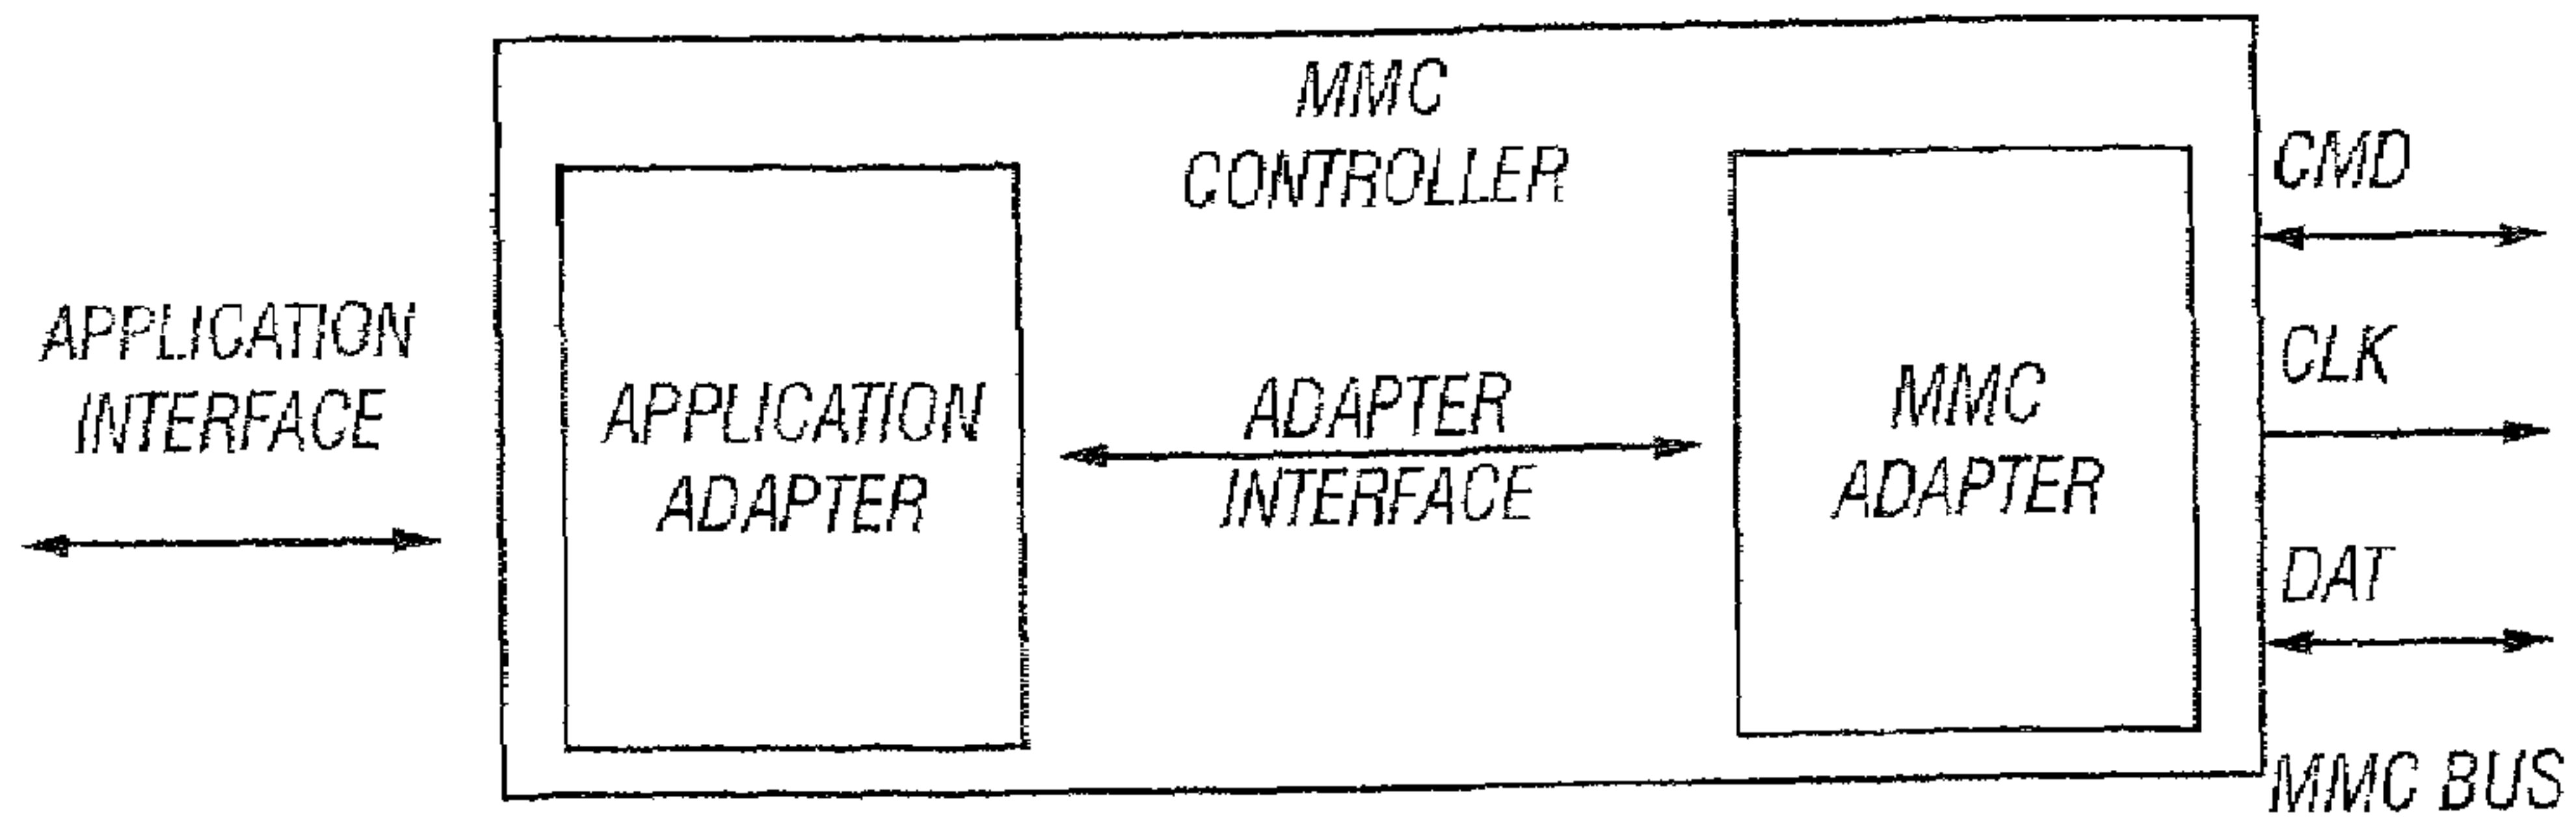 APPLICATION
INTERFACE
MMC
CONTROLLER
APPLICATION
ADAPTER
ADAPTER
INTERFACE
MMC
ADAPTER
CMD
CLK
DAT
MMC BUS